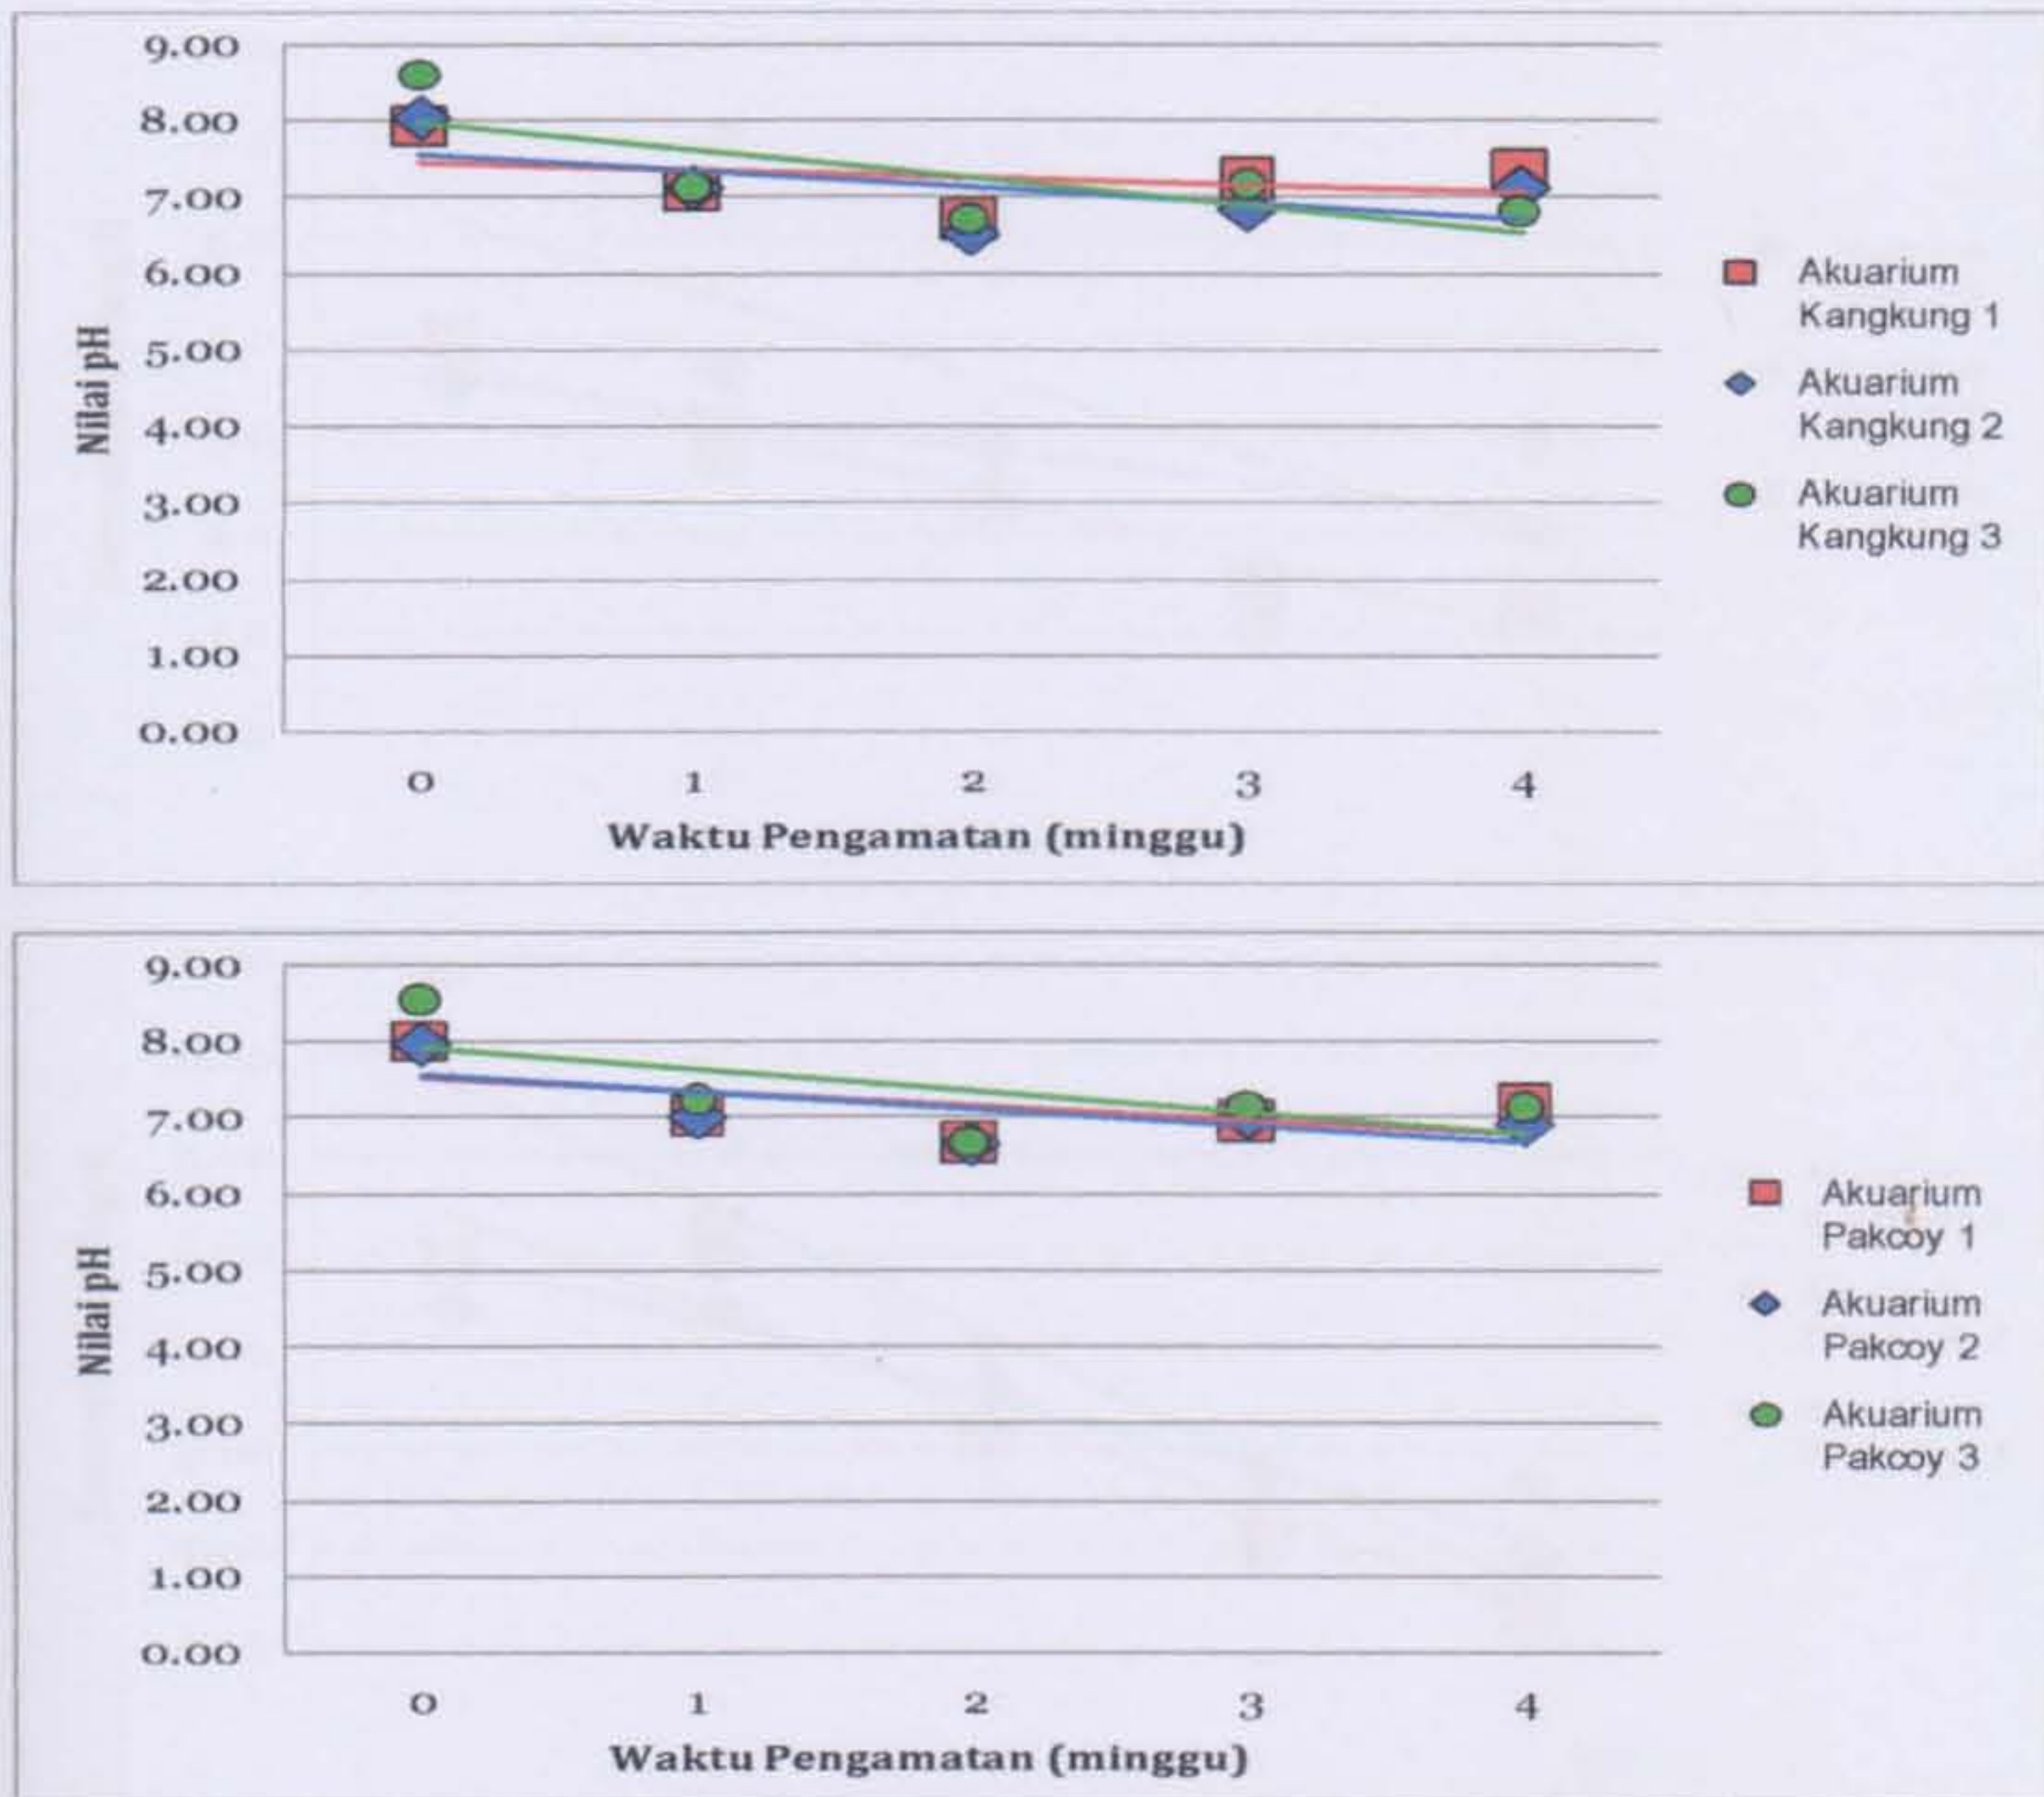 9.00
8.00
7.00
6.00
5.00
4.00
3.00
2.00
1.00
0.00
Nilai pH
0 1 2 3 4
Waktu Pengamatan (minggu)
Akuarium
Kangkung 1
Akuarium
Kangkung 2
Akuarium
Kangkung 3
9.00
8.00
7.00
6.00
5.00
4.00
3.00
2.00
1.00
0.00
Nilai pH
0 1 2 3 4
Waktu Pengamatan (minggu)
Akuarium
Pakcoy 1
Akuarium
Pakcoy 2
Akuarium
Pakcoy 3